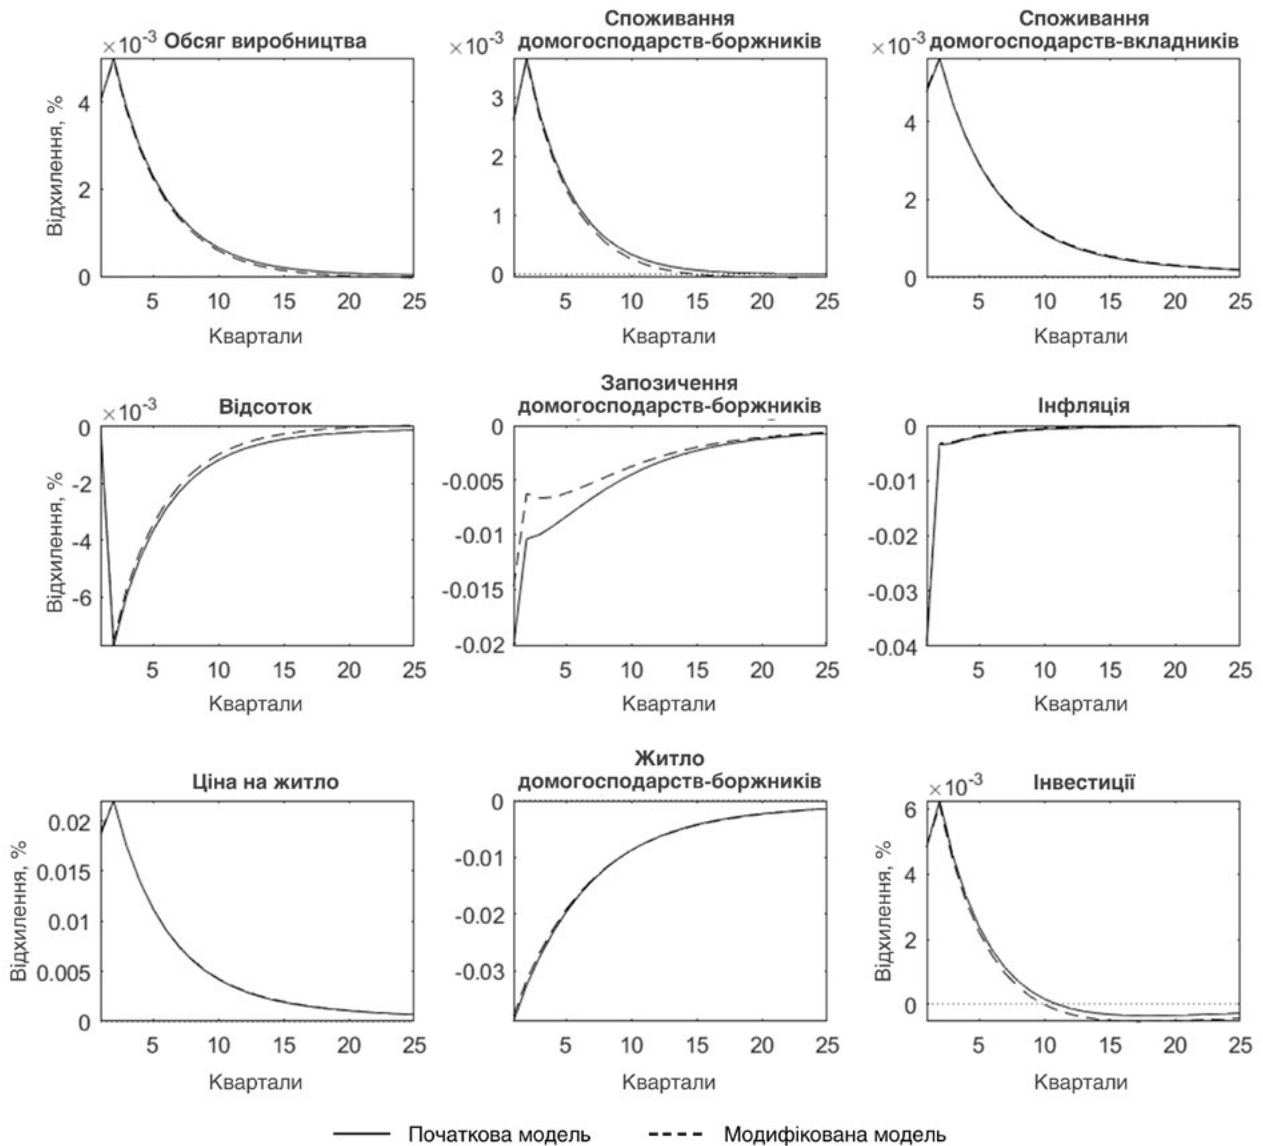 ×10⁻³ Обсяг виробництва
Відхилення, %
4
2
0
5 10 15 20 25
Квартали
Споживання
×10⁻³ домогосподарств-боржників
3
2
1
0
5 10 15 20 25
Квартали
Споживання
×10⁻³ домогосподарств-вкладників
4
2
0
5 10 15 20 25
Квартали
×10⁻³ Відсоток
Відхилення, %
0
-2
-4
-6
5 10 15 20 25
Квартали
Запозичення
домогосподарств-боржників
0
-0.005
-0.01
-0.015
-0.02
5 10 15 20 25
Квартали
Інфляція
0
-0.01
-0.02
-0.03
-0.04
5 10 15 20 25
Квартали
Ціна на житло
Відхилення, %
0.02
0.015
0.01
0.005
0
5 10 15 20 25
Квартали
Житло
домогосподарств-боржників
0
-0.01
-0.02
-0.03
5 10 15 20 25
Квартали
Інвестиції
×10⁻³
Відхилення, %
6
4
2
0
5 10 15 20 25
Квартали
Початкова модель Модифікована модель